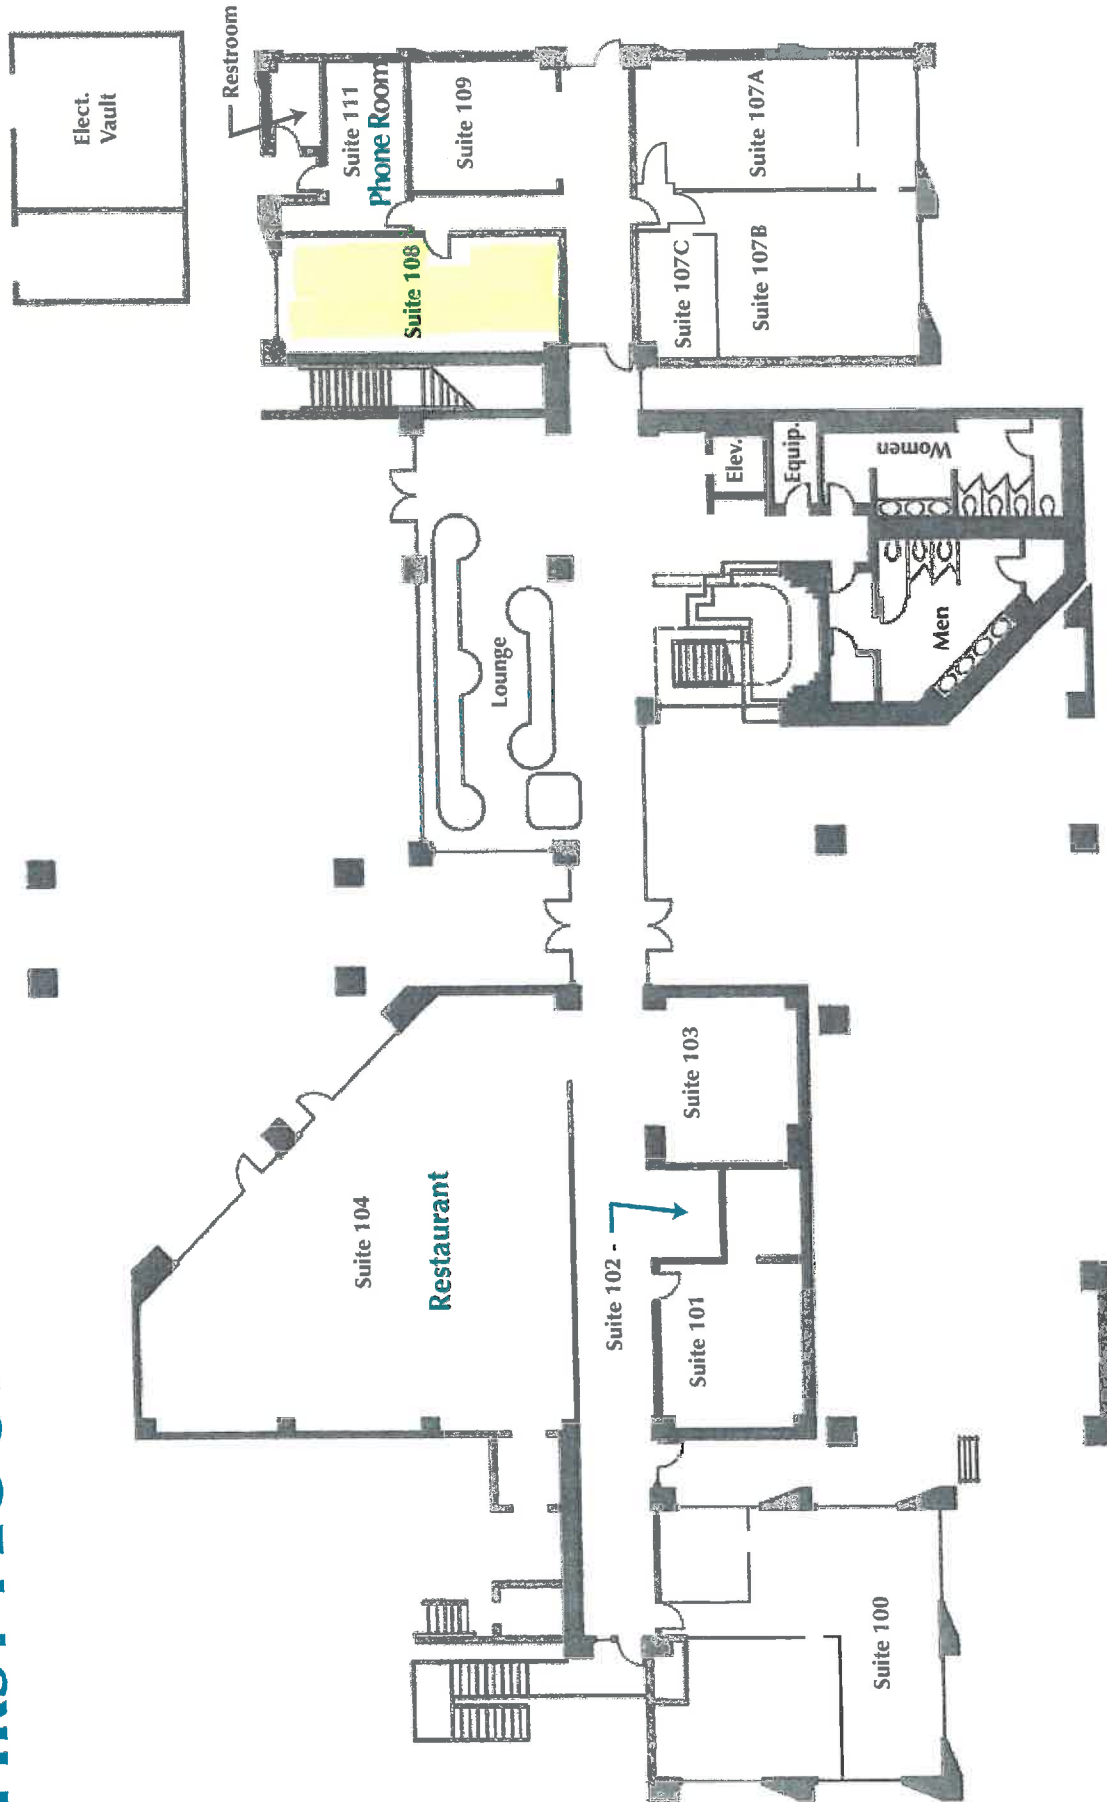 Elect.
Vault
Restroom
Suite 111
Phone Room
Suite 109
Suite 108
Suite 107A
Suite 107C
Suite 107B
Elev.
Equip.
Women
Men
Lounge
Suite 104
Restaurant
Suite 103
Suite 102 -
Suite 101
Suite 100